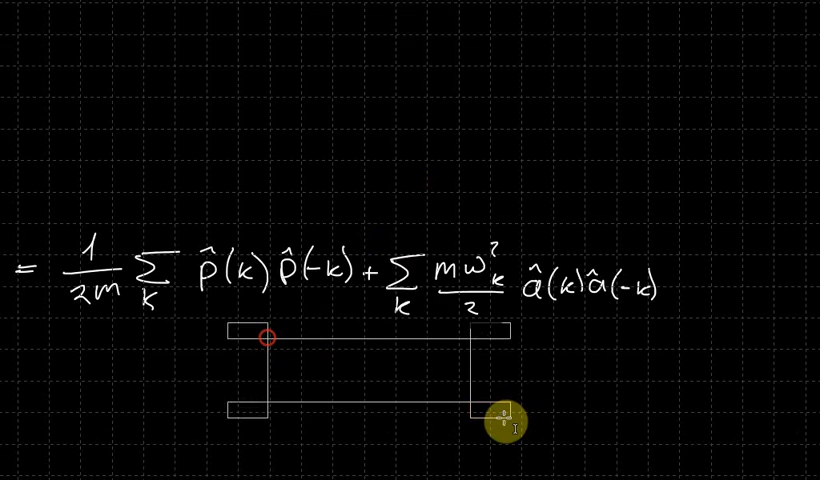 = 1/2m ∑_k p̂(k) p̂(-k) + ∑_k mω_k²/2 â(k) â(-k)